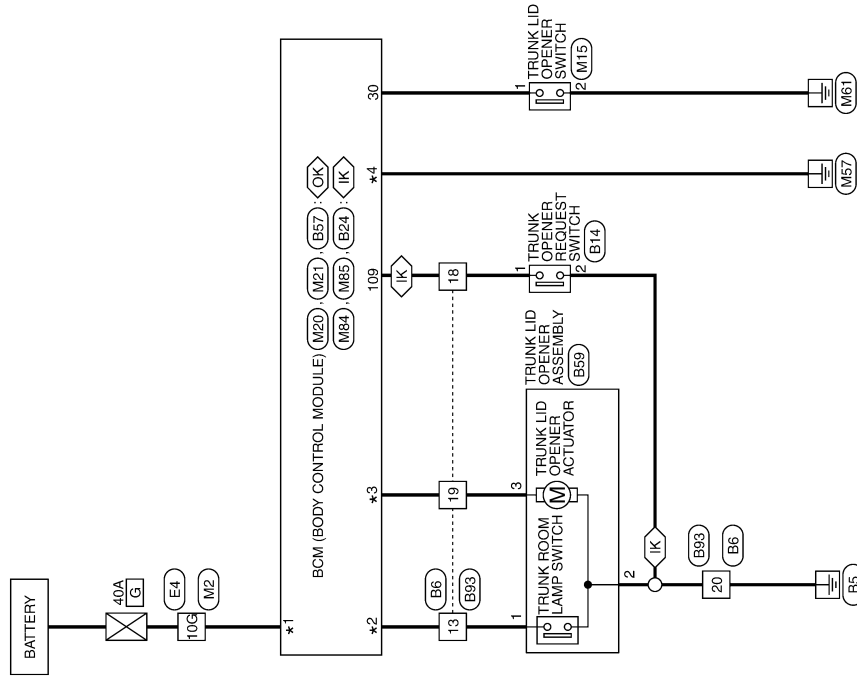 BATTERY
40A
G
10G
E4
M2
*1
BCM (BODY CONTROL MODULE)
M20 , M21 , B57 : OK
M84 , M85 , B24 : IK
*2
*3
109
*4
30
IK
B6
13
B93
19
18
TRUNK LID
OPENER
ASSEMBLY
B59
1
TRUNK ROOM
LAMP SWITCH
3
M
TRUNK LID
OPENER
ACTUATOR
2
1
TRUNK
OPENER
REQUEST
SWITCH
B14
2
1
TRUNK LID
OPENER
SWITCH
M15
2
IK
B93
20
B6
B5
M57
M61